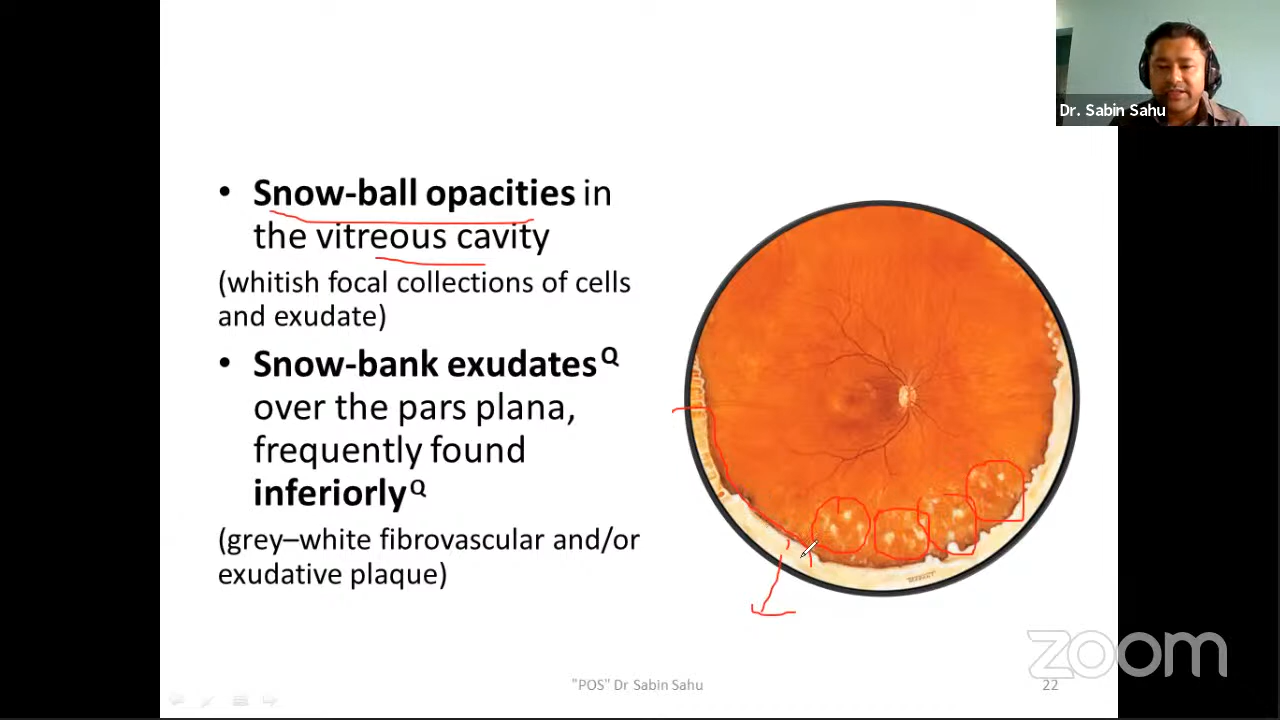 Dr. Sabin Sahu
• Snow-ball opacities in
the vitreous cavity
(whitish focal collections of cells
and exudate)
• Snow-bank exudatesQ
over the pars plana,
frequently found
inferiorlyQ
(grey–white fibrovascular and/or
exudative plaque)
zoom
"POS" Dr Sabin Sahu
22